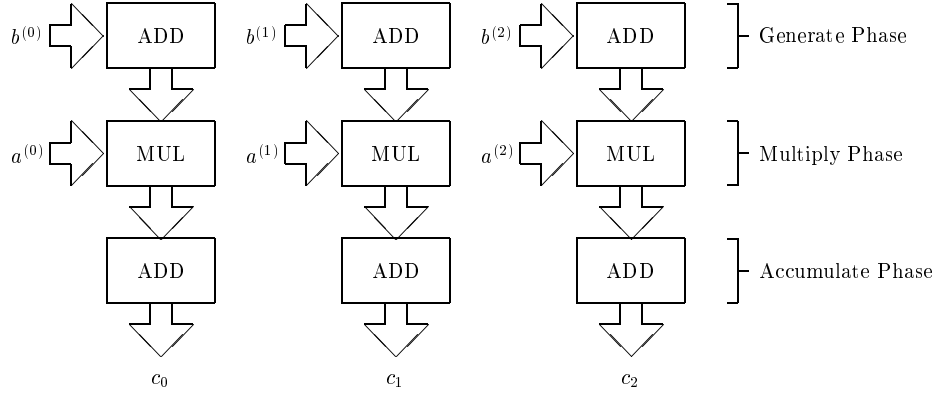 b^(0) ADD b^(1) ADD b^(2) ADD Generate Phase
a^(0) MUL a^(1) MUL a^(2) MUL Multiply Phase
ADD ADD ADD Accumulate Phase
c_0 c_1 c_2